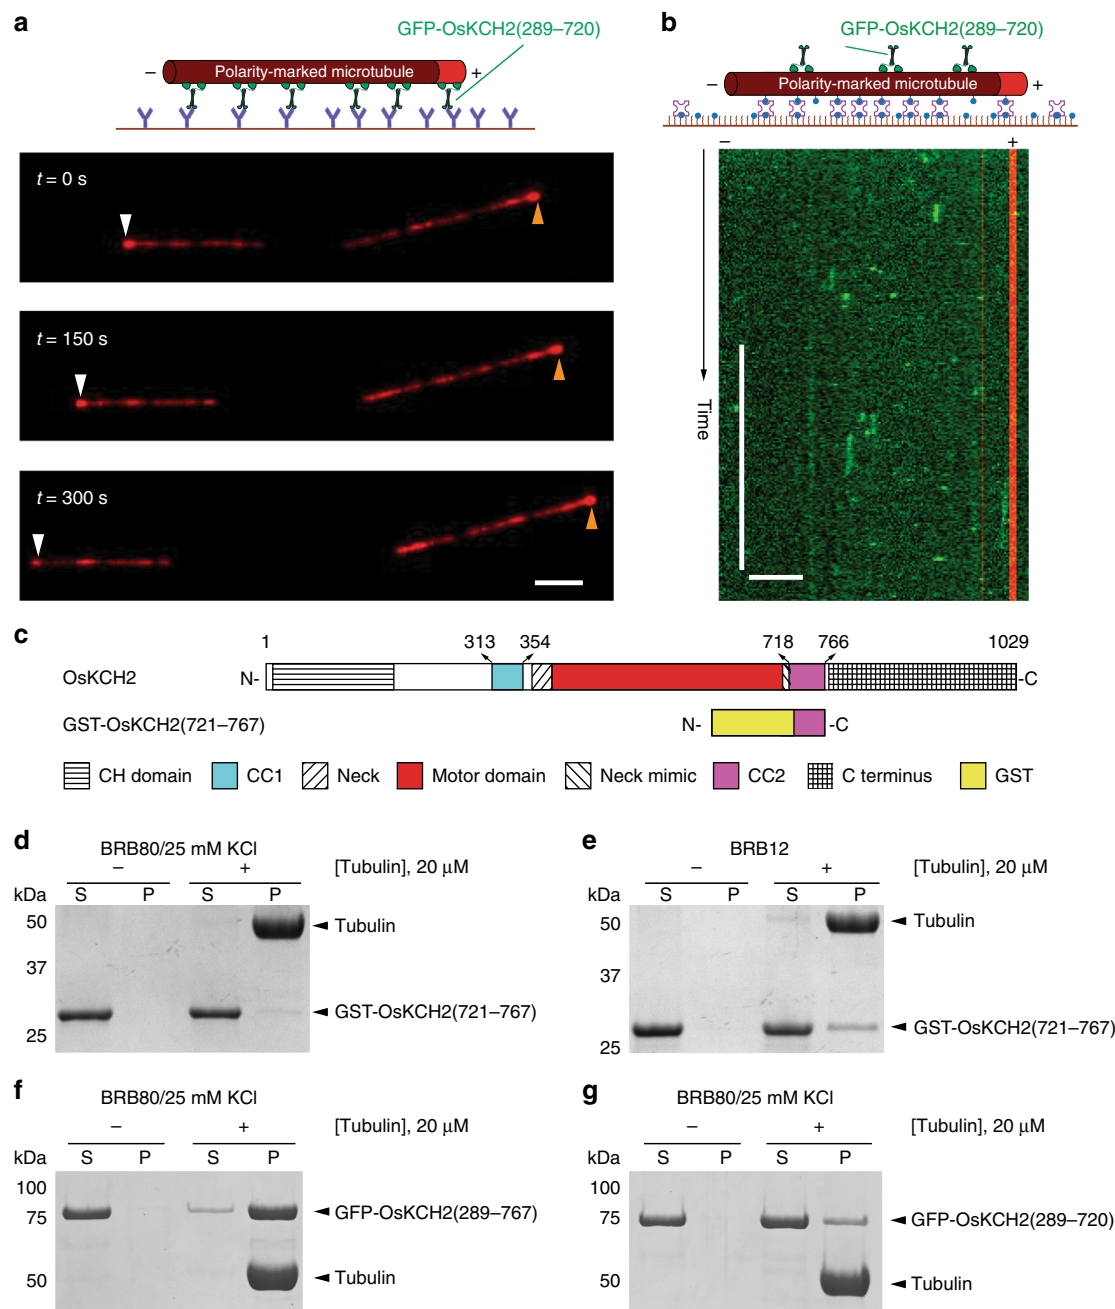 a
GFP-OsKCH2(289–720)
– Polarity-marked microtubule +
t = 0 s
t = 150 s
t = 300 s
b
GFP-OsKCH2(289–720)
– Polarity-marked microtubule +
– +
Time
c
1 313 354 718 766 1029
OsKCH2 N- -C
GST-OsKCH2(721–767) N- -C
CH domain CC1 Neck Motor domain Neck mimic CC2 C terminus GST
d
BRB80/25 mM KCl
– + [Tubulin], 20 μM
kDa S P S P
50 Tubulin
37
GST-OsKCH2(721–767)
25
e
BRB12
– + [Tubulin], 20 μM
kDa S P S P
50 Tubulin
37
GST-OsKCH2(721–767)
25
f
BRB80/25 mM KCl
– + [Tubulin], 20 μM
kDa S P S P
100
75 GFP-OsKCH2(289–767)
50 Tubulin
g
BRB80/25 mM KCl
– + [Tubulin], 20 μM
kDa S P S P
100
75 GFP-OsKCH2(289–720)
50 Tubulin